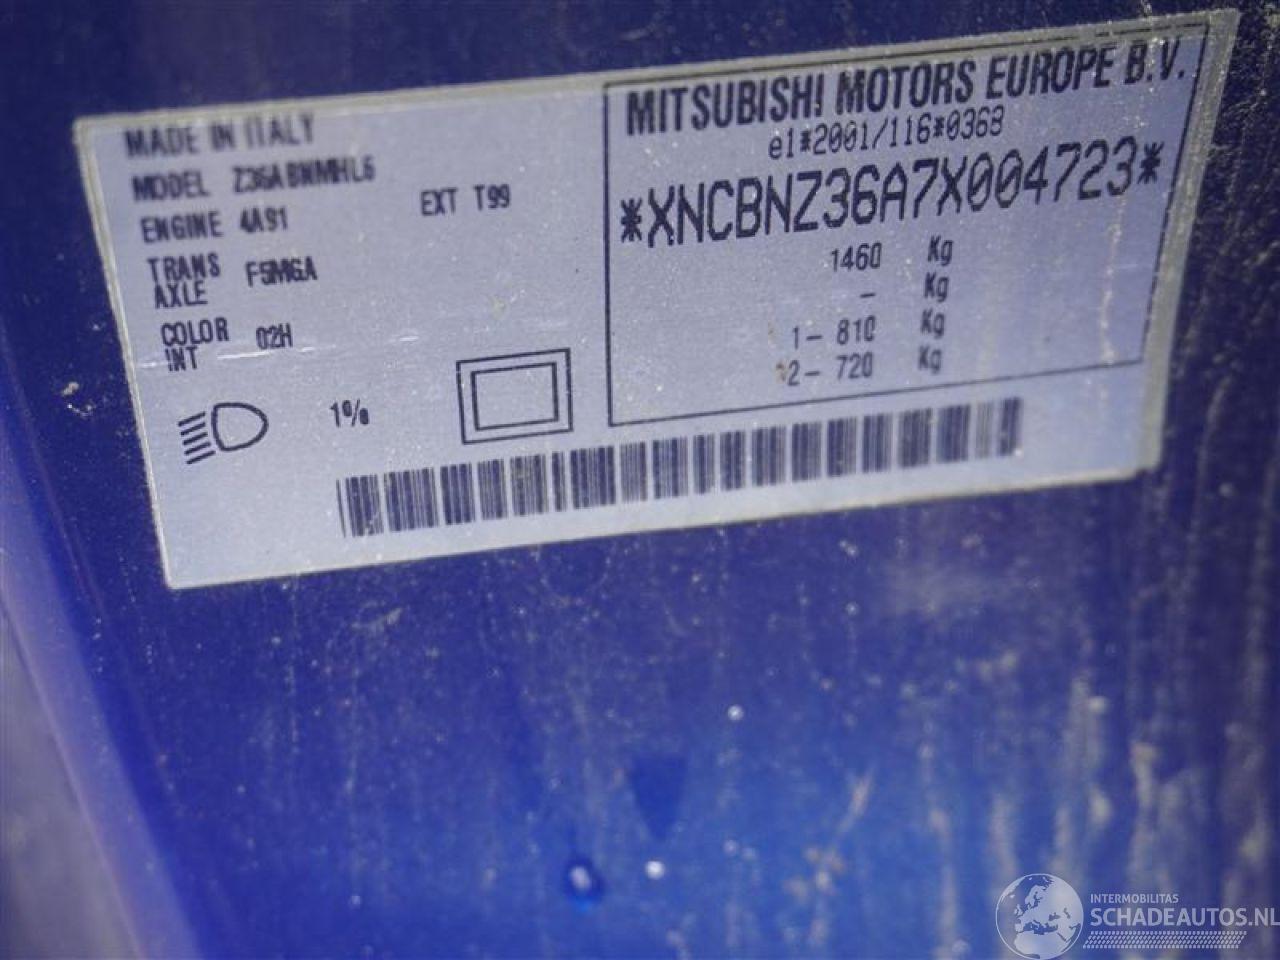 MADE IN ITALY
MODEL Z36ABNMHL6
ENGINE 4A91 EXT T99
TRANS AXLE F5MGA
COLOR INT 02H
1%
MITSUBISHI MOTORS EUROPE B.V.
e1*2001/116*0368
*XNCBNZ36A7X004723*
1460 Kg
- Kg
1- 810 Kg
2- 720 Kg
INTERMOBILITAS
SCHADEAUTOS.NL